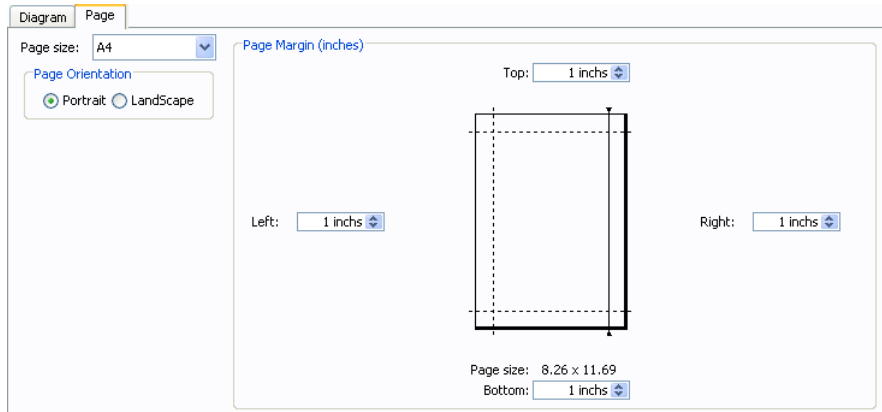 Diagram Page
Page size: A4
Page Orientation
Portrait LandScape
Page Margin (inches)
Top: 1 inchs
Left: 1 inchs
Right: 1 inchs
Page size: 8.26 x 11.69
Bottom: 1 inchs